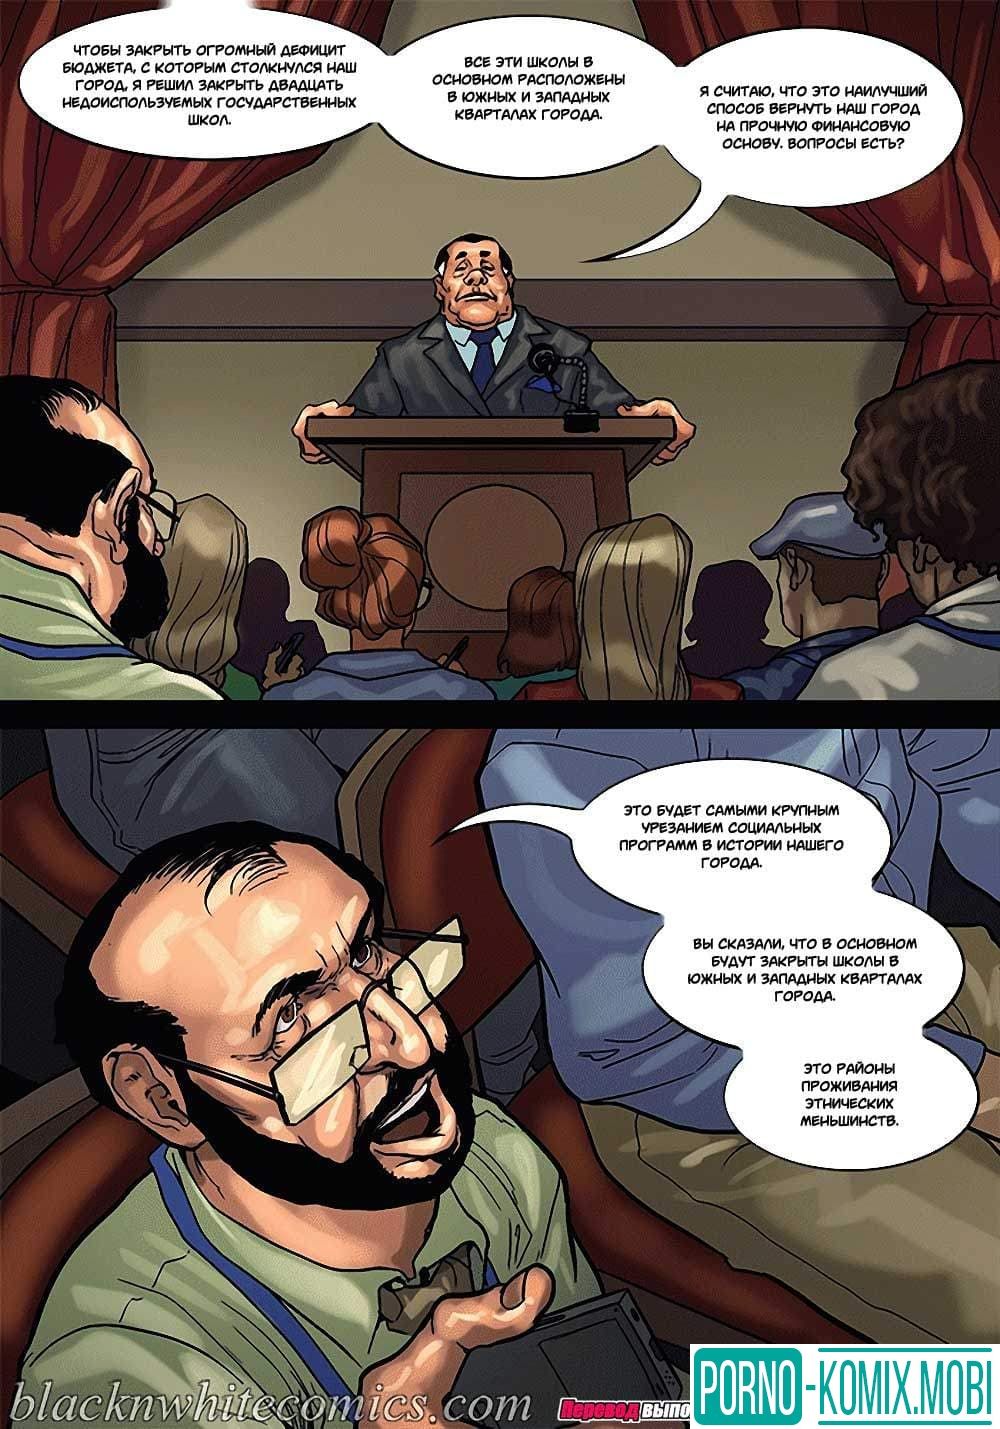 ЧТОБЫ ЗАКРЫТЬ ОГРОМНЫЙ ДЕФИЦИТ
БЮДЖЕТА, С КОТОРЫМ СТОЛКНУЛСЯ НАШ
ГОРОД, Я РЕШИЛ ЗАКРЫТЬ ДВАДЦАТЬ
НЕДОИСПОЛЬЗУЕМЫХ ГОСУДАРСТВЕННЫХ
ШКОЛ.
ВСЕ ЭТИ ШКОЛЫ В
ОСНОВНОМ РАСПОЛОЖЕНЫ
В ЮЖНЫХ И ЗАПАДНЫХ
КВАРТАЛАХ ГОРОДА.
Я СЧИТАЮ, ЧТО ЭТО НАИЛУЧШИЙ
СПОСОБ ВЕРНУТЬ НАШ ГОРОД
НА ПРОЧНУЮ ФИНАНСОВУЮ
ОСНОВУ. ВОПРОСЫ ЕСТЬ?
ЭТО БУДЕТ САМЫМИ КРУПНЫМ
УРЕЗАНИЕМ СОЦИАЛЬНЫХ
ПРОГРАММ В ИСТОРИИ НАШЕГО
ГОРОДА.
ВЫ СКАЗАЛИ, ЧТО В ОСНОВНОМ
БУДУТ ЗАКРЫТЫ ШКОЛЫ В
ЮЖНЫХ И ЗАПАДНЫХ КВАРТАЛАХ
ГОРОДА.
ЭТО РАЙОНЫ
ПРОЖИВАНИЯ
ЭТНИЧЕСКИХ
МЕНЬШИНСТВ.
blacknwhitecomics.com
Перевод выпо
PORNO-KOMIX.MOBI